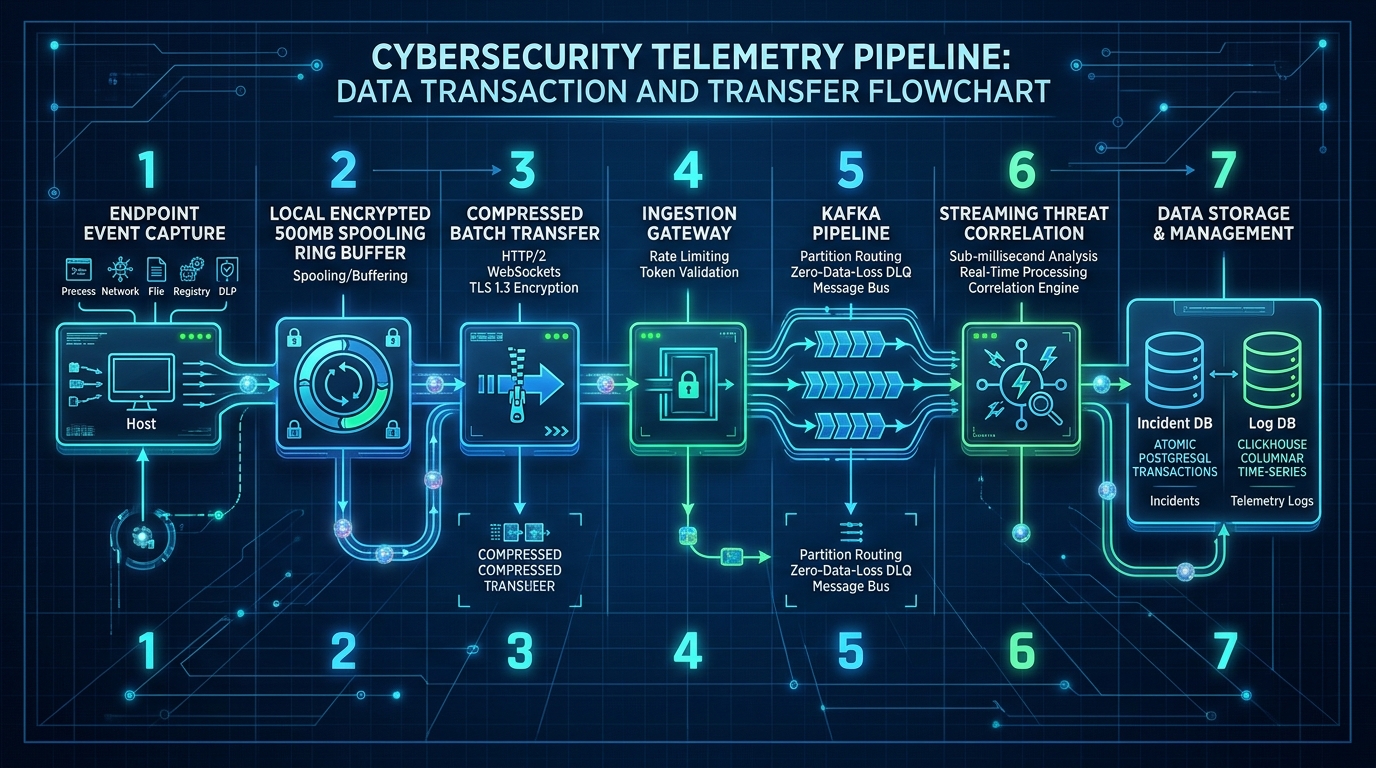 CYBERSECURITY TELEMETRY PIPELINE:
DATA TRANSACTION AND TRANSFER FLOWCHART
1
ENDPOINT
EVENT CAPTURE
Precess
Network
Flie
Registry
DLP
Host
2
LOCAL ENCRYPTED
500MB SPOOLING
RING BUFFER
Spooling/Buffering
3
COMPRESSED
BATCH TRANSFER
HTTP/2
WebSockets
TLS 1.3 Encryption
COMPRESSED
COMPRESSED
4
INGESTION
GATEWAY
Rate Limiting
Token Validation
5
KAFKA
PIPELINE
Partition Routing
Zero-Data-Loss DLQ
Message Bus
Partition Routing
Zero-Data-Loss DLQ
Message Bus
6
STREAMING THREAT
CORRELATION
Sub-millisecond Analysis
Real-Time Processing
Correlation Engine
7
DATA STORAGE
& MANAGEMENT
Incident DB
ATOMIC
POSTGRESQL
TRANSACTIONS
Incidents
Log DB
CLICKHOUSE
COLUMNAR
TIME-SERIES
Telemetry Logs
1
2
3
4
5
6
7